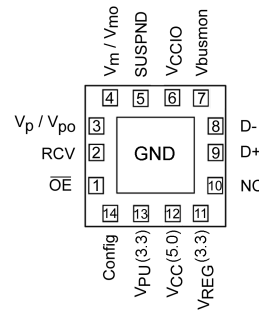 Vm / Vmo
SUSPND
VCCIO
Vbusmon
4 5 6 7
Vp / Vpo 3
8 D-
RCV 2
GND
9 D+
OE 1
10 NC
14 13 12 11
Config
VPU (3.3)
VCC (5.0)
VREG (3.3)